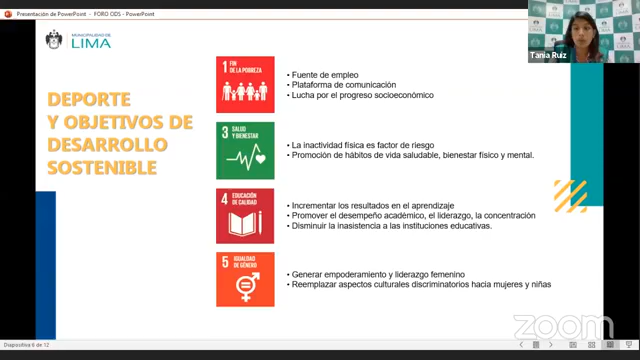 Presentación de PowerPoint - FORO ODS - PowerPoint
MUNICIPALIDAD DE
LIMA
Tania Ruiz
DEPORTE
Y OBJETIVOS DE
DESARROLLO
SOSTENIBLE
1 FIN
DE LA POBREZA
• Fuente de empleo
• Plataforma de comunicación
• Lucha por el progreso socioeconómico
3 SALUD
Y BIENESTAR
• La inactividad física es factor de riesgo
• Promoción de hábitos de vida saludable, bienestar físico y mental.
4 EDUCACIÓN
DE CALIDAD
• Incrementar los resultados en el aprendizaje
• Promover el desempeño académico, el liderazgo, la concentración
• Disminuir la inasistencia a las instituciones educativas.
5 IGUALDAD
DE GÉNERO
• Generar empoderamiento y liderazgo femenino
• Reemplazar aspectos culturales discriminatorios hacia mujeres y niñas
zoom
Diapositiva 6 de 12